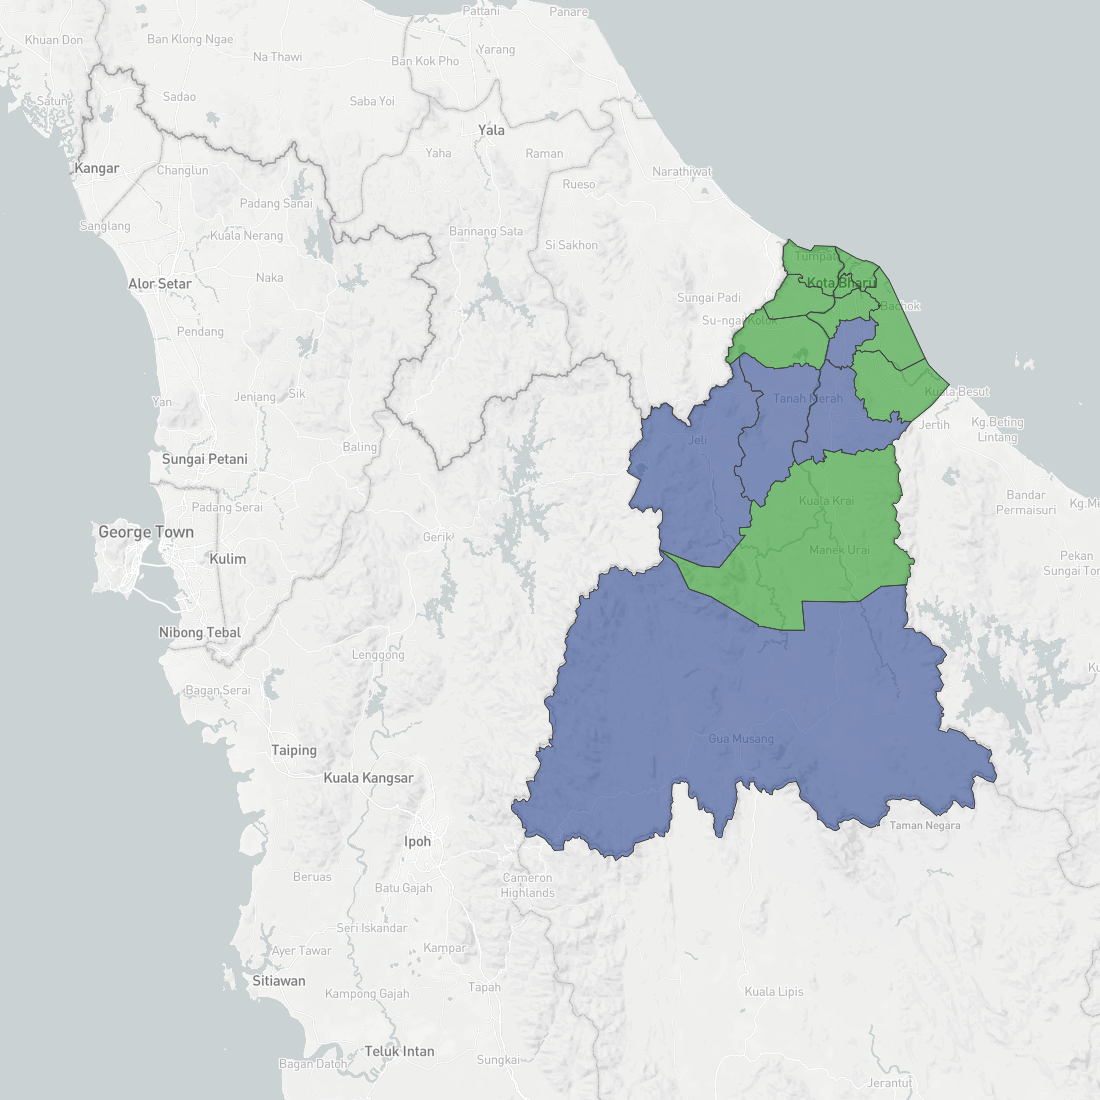 Pattani
Panare
Khuan Don
Ban Klong Ngae
Yarang
Na Thawi
Ban Kok Pho
Satun
Sadao
Saba Yoi
Yala
Yaha
Raman
Kangar
Changlun
Rueso
Narathiwat
Padang Sanai
Sanglang
Kuala Nerang
Bannang Sata
Si Sakhon
Tumpat
Alor Setar
Naka
Kota Bharu
Sungai Padi
Bachok
Su-ngai Kolok
Pendang
Yan
Jeniang
Sik
Tanah Merah
Kuala Besut
Jertih
Kg.Beting
Lintang
Jeli
Baling
Sungai Petani
Padang Serai
Kuala Krai
Bandar
Permaisuri
Kg.Me
George Town
Gerik
Manek Urai
Kulim
Pekan
Sungai Ton
Nibong Tebal
Lenggong
Ku
Bagan Serai
Gua Musang
Taiping
Kuala Kangsar
Taman Negara
Ipoh
Beruas
Batu Gajah
Cameron
Highlands
Seri Iskandar
Ayer Tawar
Kampar
Sitiawan
Kampong Gajah
Tapah
Kuala Lipis
Teluk Intan
Bagan Datoh
Sungkai
Jerantut